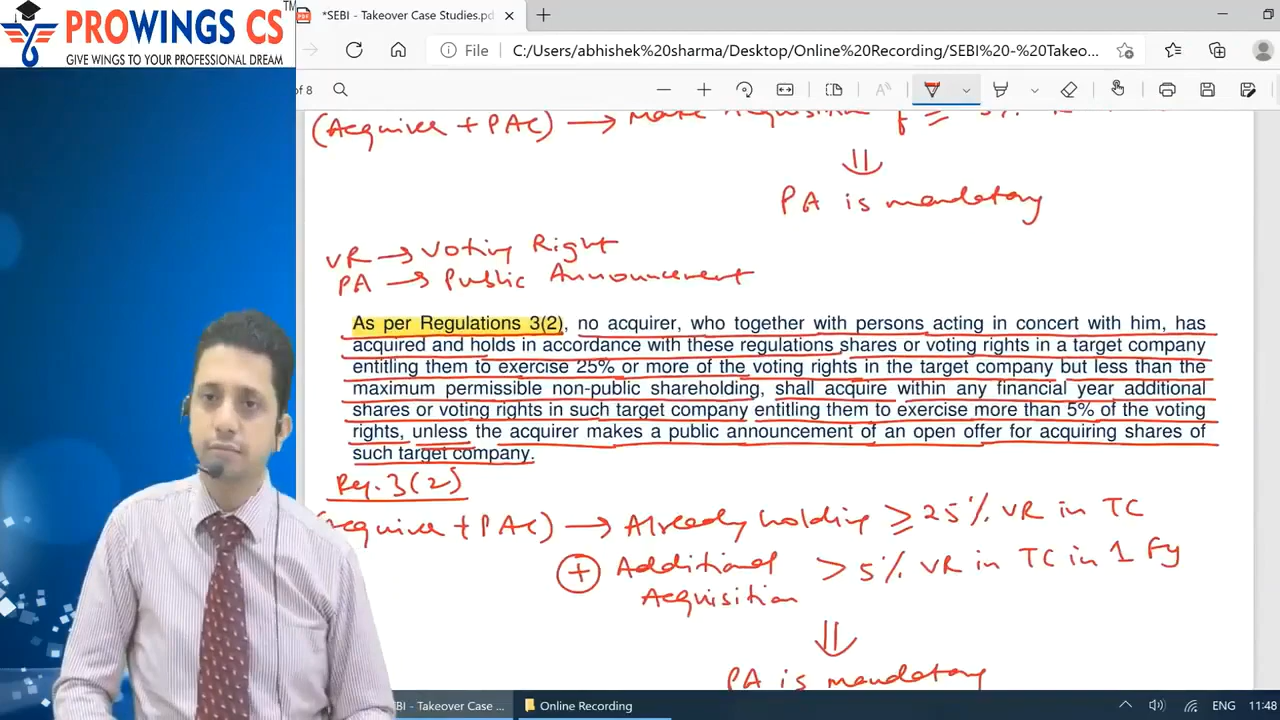 PROWINGS CS TM
GIVE WINGS TO YOUR PROFESSIONAL DREAM
*SEBI - Takeover Case Studies.pd
File C:/Users/abhishek%20sharma/Desktop/Online%20Recording/SEBI%20-%20Takeo...
of 8
(Acquirer + PAC) → Make Acquisition of ≥
PA is mandatory
VR → Voting Right
PA → Public Announcement
As per Regulations 3(2), no acquirer, who together with persons acting in concert with him, has
acquired and holds in accordance with these regulations shares or voting rights in a target company
entitling them to exercise 25% or more of the voting rights in the target company but less than the
maximum permissible non-public shareholding, shall acquire within any financial year additional
shares or voting rights in such target company entitling them to exercise more than 5% of the voting
rights, unless the acquirer makes a public announcement of an open offer for acquiring shares of
such target company.
Reg. 3(2)
(Acquirer + PAC) → Already holding ≥ 25% VR in TC
+ Additional > 5% VR in TC in 1 Fy
Acquisition
PA is mandatory
BI - Takeover Case ...
Online Recording
ENG
11:48